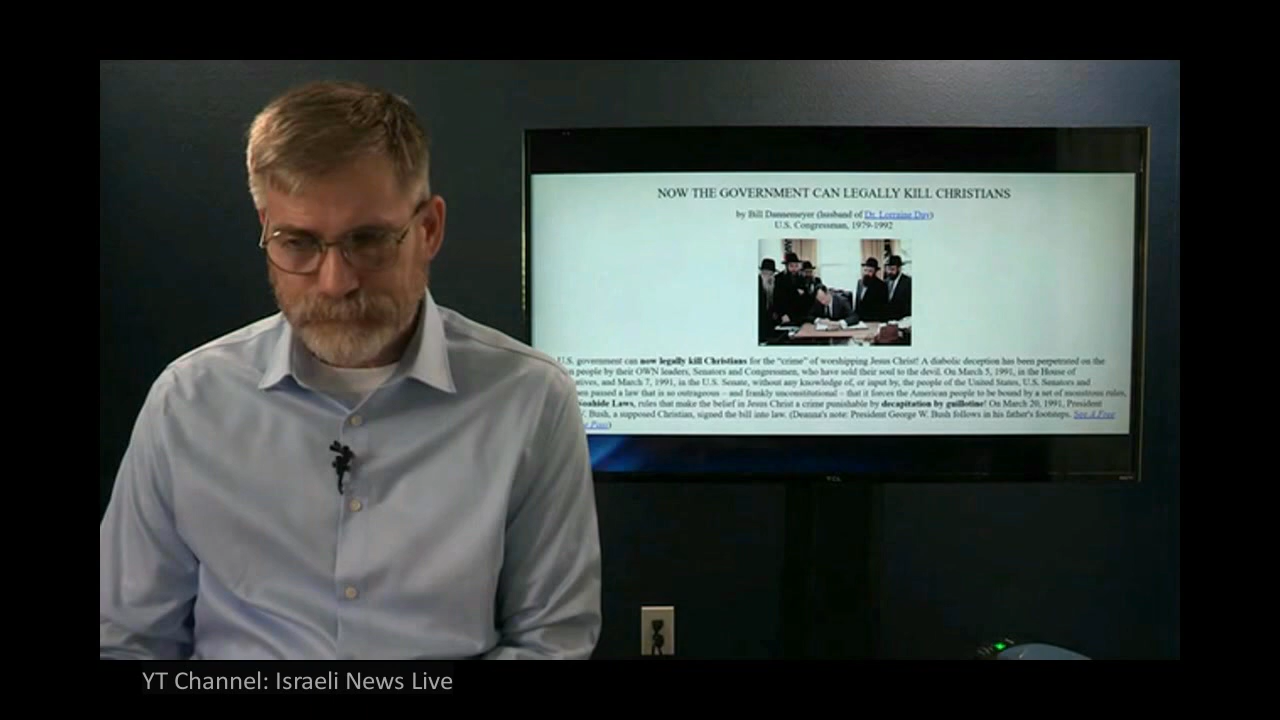 NOW THE GOVERNMENT CAN LEGALLY KILL CHRISTIANS
by Bill Dannemeyer (husband of Dr. Lorraine Day)
U.S. Congressman, 1979-1992
U.S. government can now legally kill Christians for the “crime” of worshipping Jesus Christ! A diabolic deception has been perpetrated on the
people by their OWN leaders, Senators and Congressmen, who have sold their soul to the devil. On March 5, 1991, in the House of
atives, and March 7, 1991, in the U.S. Senate, without any knowledge of, or input by, the people of the United States, U.S. Senators and
passed a law that is so outrageous – and frankly unconstitutional – that it forces the American people to be bound by a set of monstrous rules,
oahide Laws, rules that make the belief in Jesus Christ a crime punishable by decapitation by guillotine! On March 20, 1991, President
Bush, a supposed Christian, signed the bill into law. (Deanna's note: President George W. Bush follows in his father's footsteps. See A Free
Pass)
TCL
YT Channel: Israeli News Live